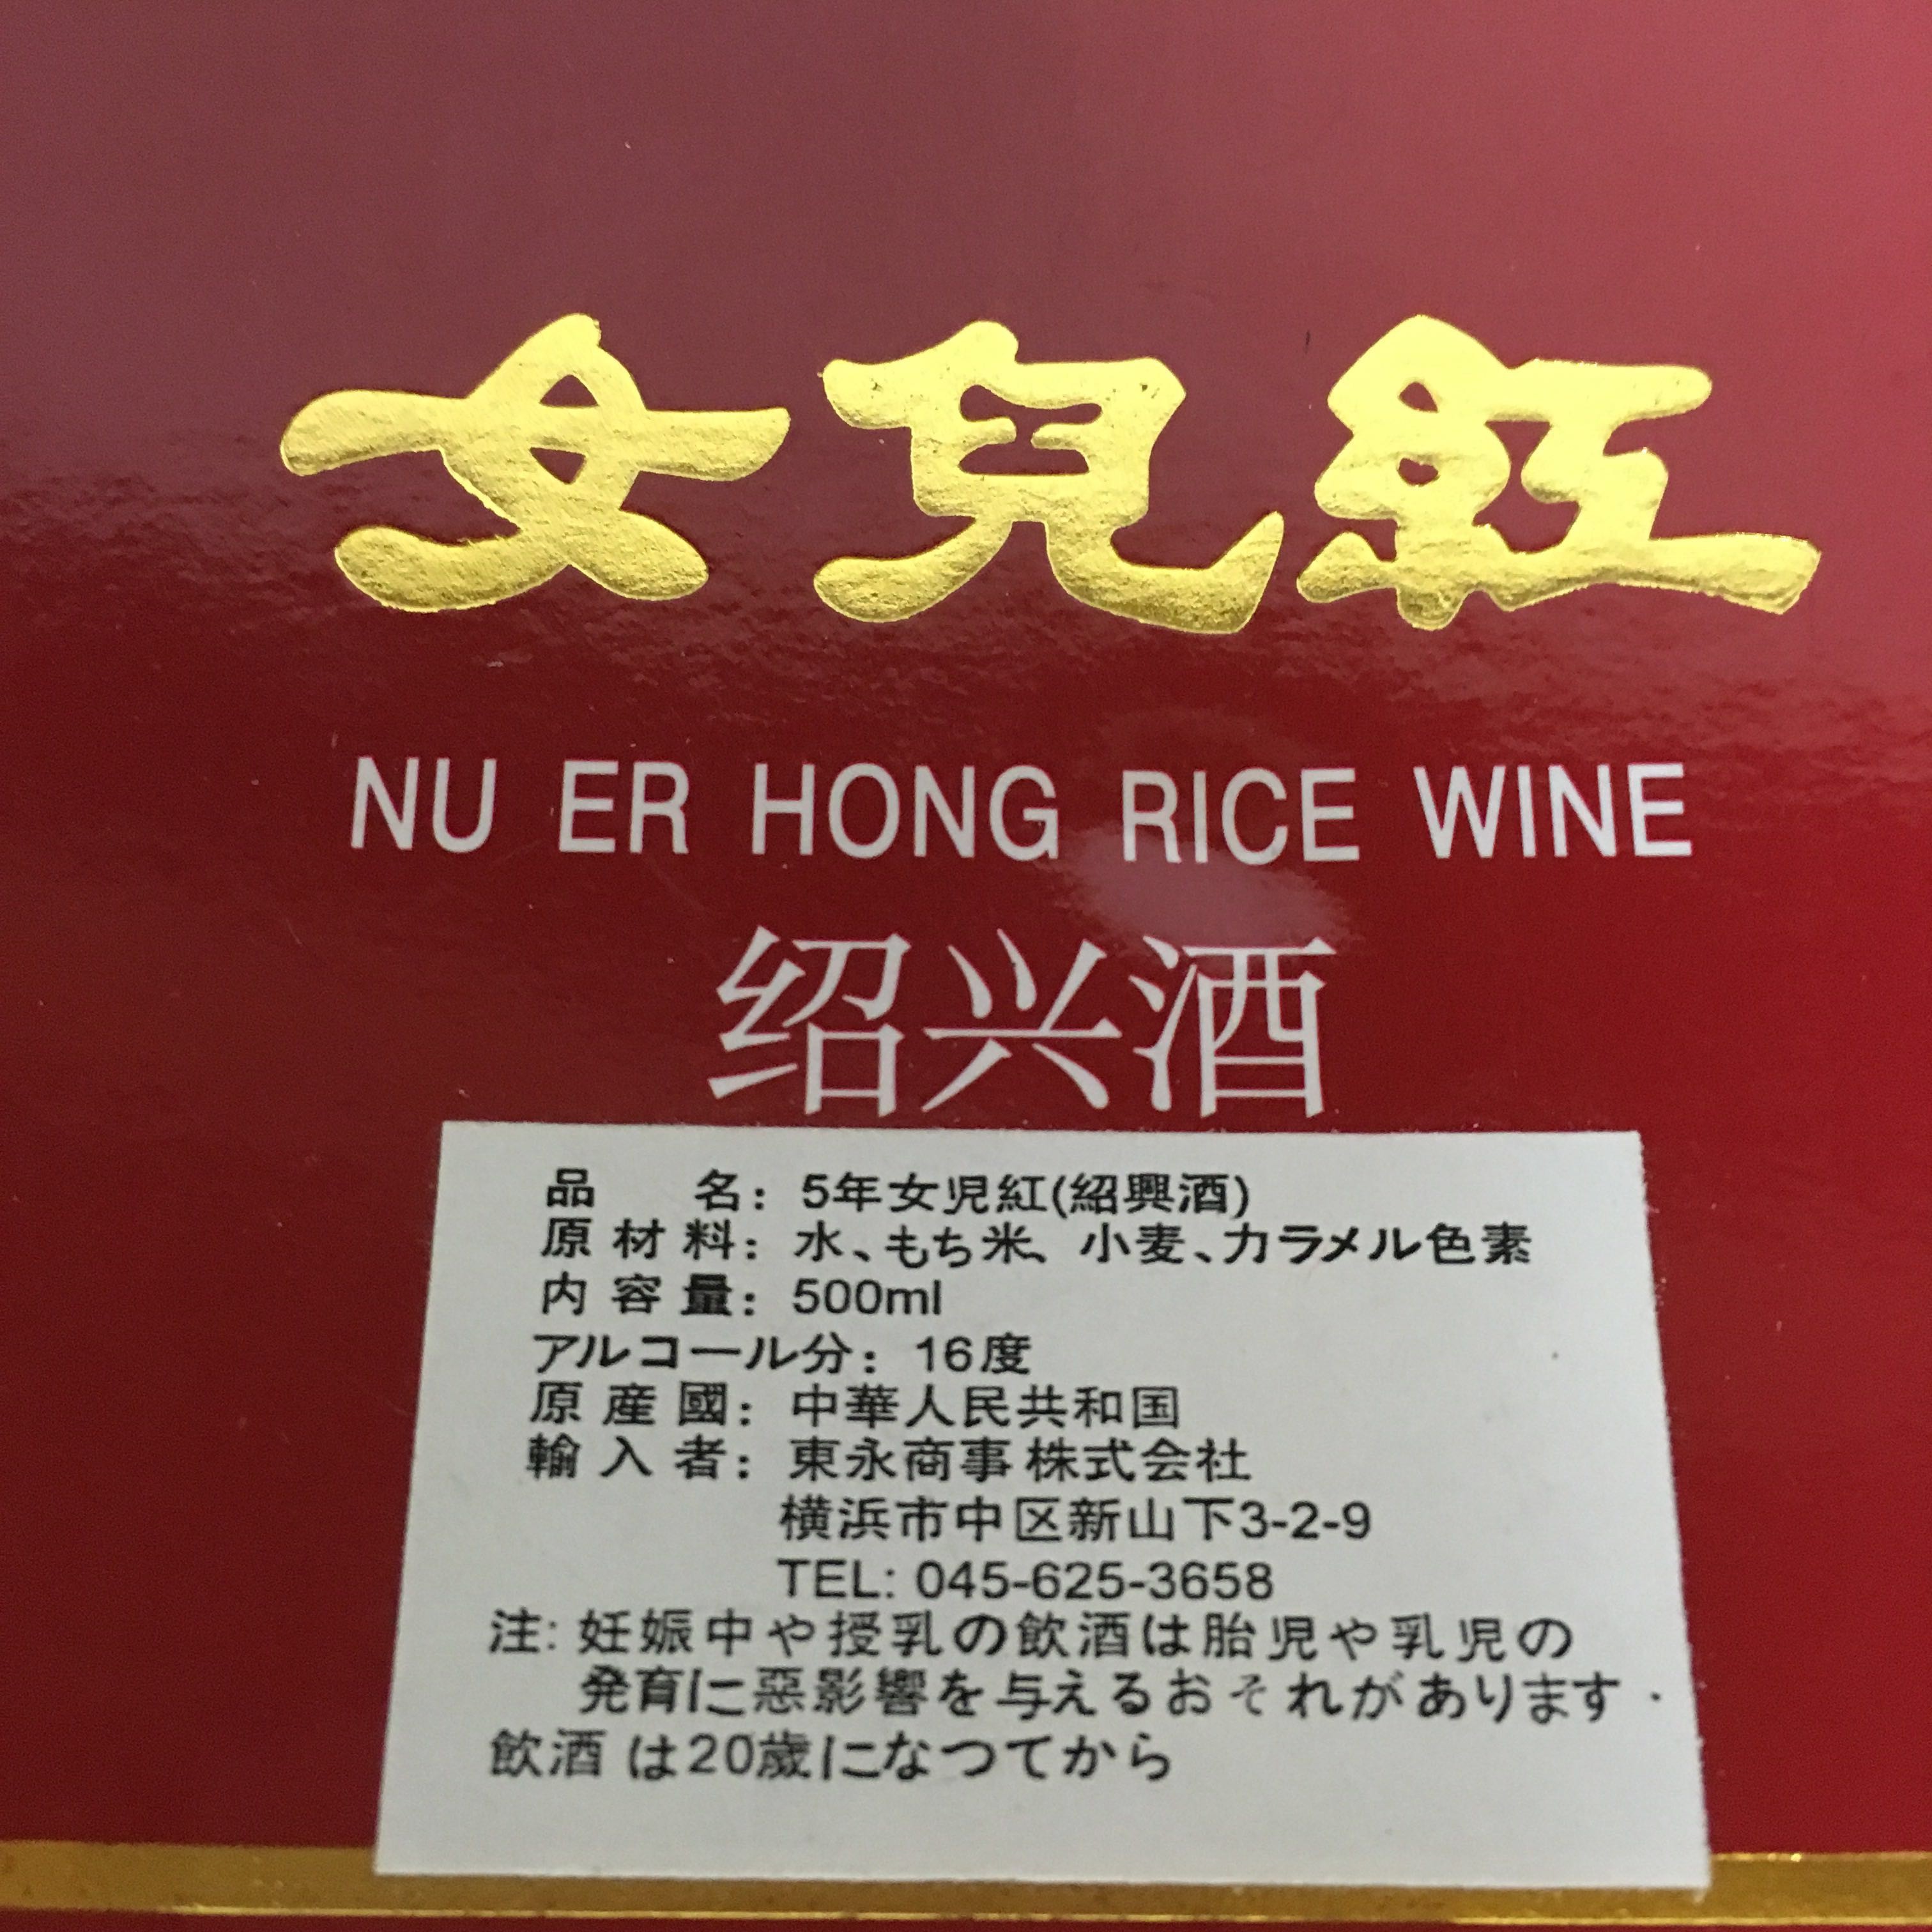 女兒紅
NU ER HONG RICE WINE
绍兴酒
品 名: 5年女児紅(紹興酒)
原材料: 水、もち米、小麦、カラメル色素
内容量: 500ml
アルコール分: 16度
原産國: 中華人民共和国
輸入者: 東永商事株式会社
横浜市中区新山下3-2-9
TEL: 045-625-3658
注: 妊娠中や授乳の飲酒は胎児や乳児の
発育に惡影響を与えるおそれがあります.
飲酒は20歳になつてから